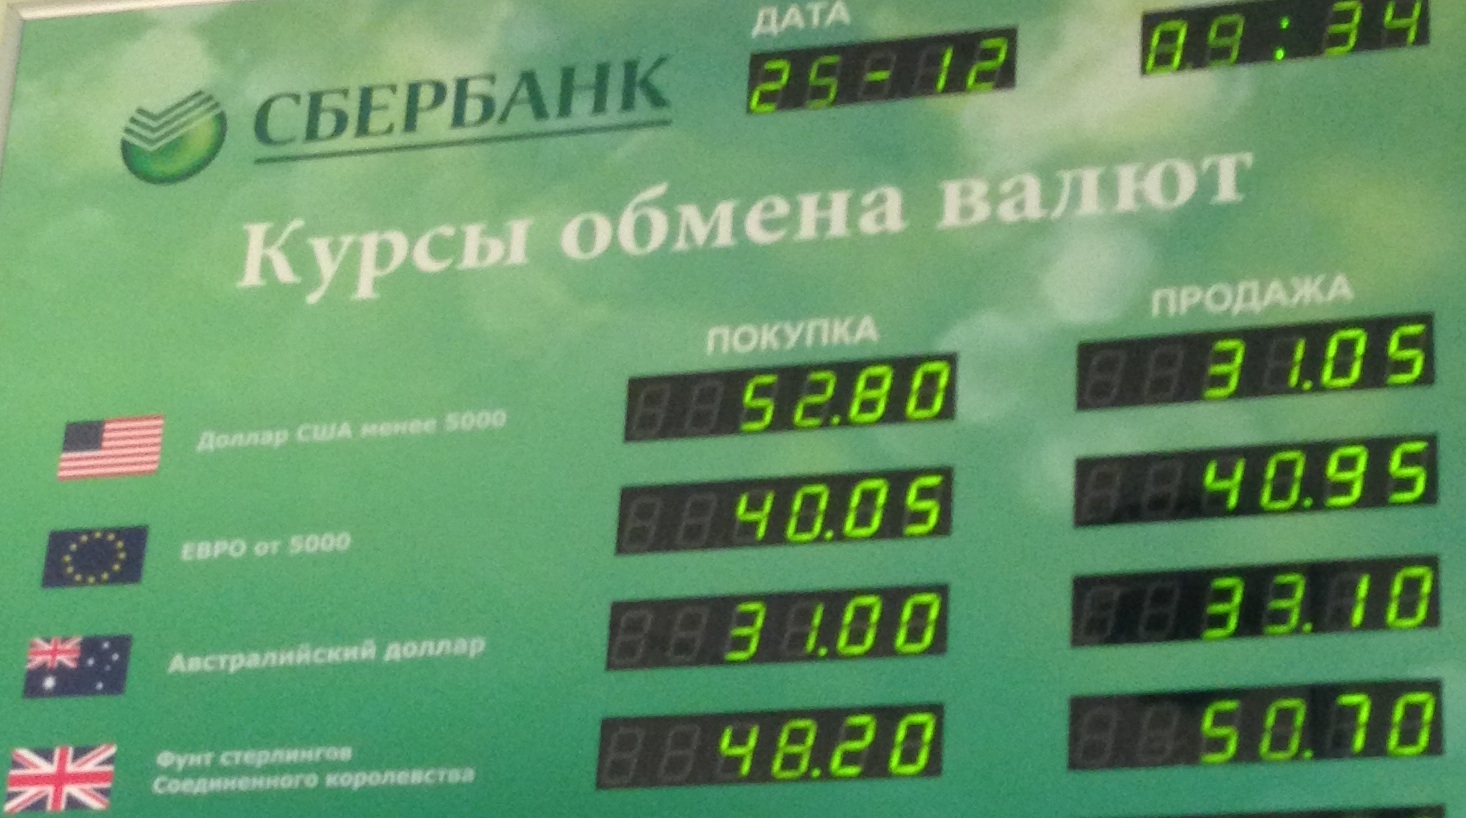 СБЕРБАНК
ДАТА
25-12 09:34
Курсы обмена валют
ПОКУПКА ПРОДАЖА
Доллар США менее 5000 52.80 31.05
ЕВРО от 5000 40.05 40.95
Австралийский доллар 31.00 33.10
Фунт стерлингов
Соединенного королевства 48.20 50.70